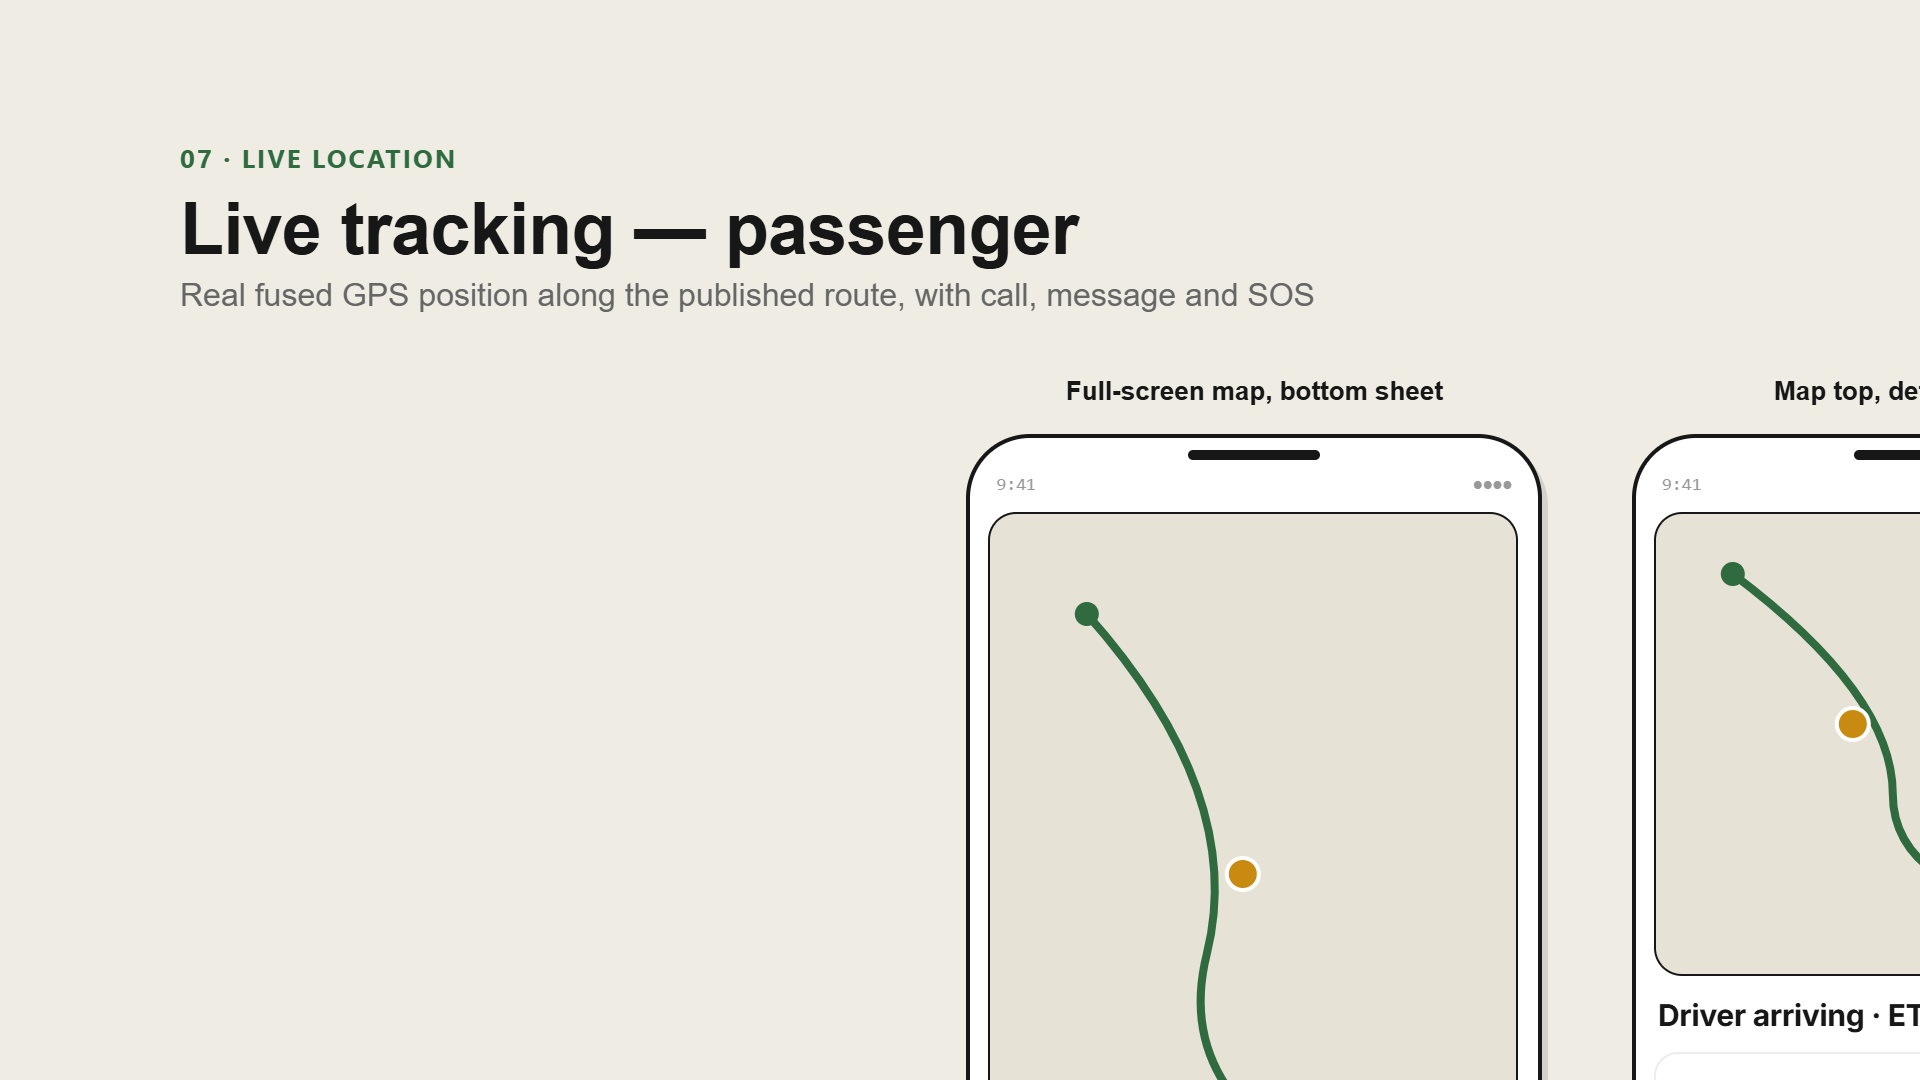 07 · LIVE LOCATION
Live tracking — passenger
Real fused GPS position along the published route, with call, message and SOS
Full-screen map, bottom sheet
Map top,
9:41
9:41
Driver arriving ·